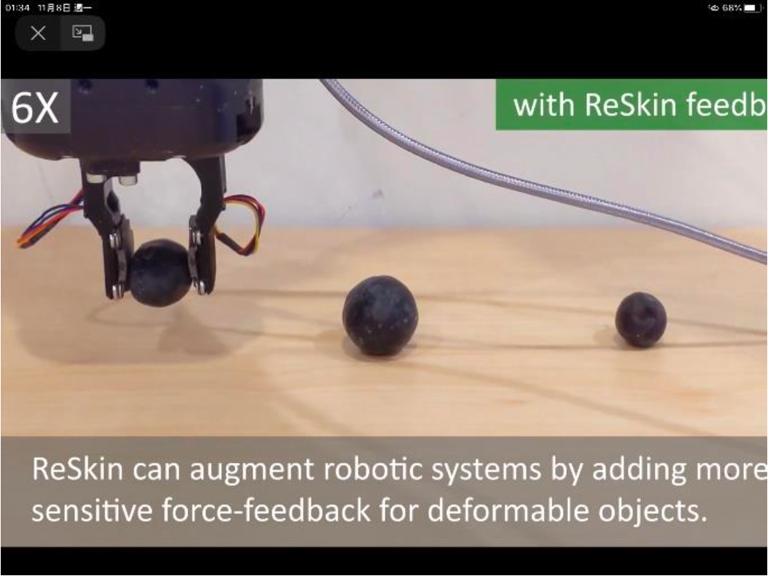 01:34 11月8日 週一
68%
6X
with ReSkin feedb
ReSkin can augment robotic systems by adding more
sensitive force-feedback for deformable objects.